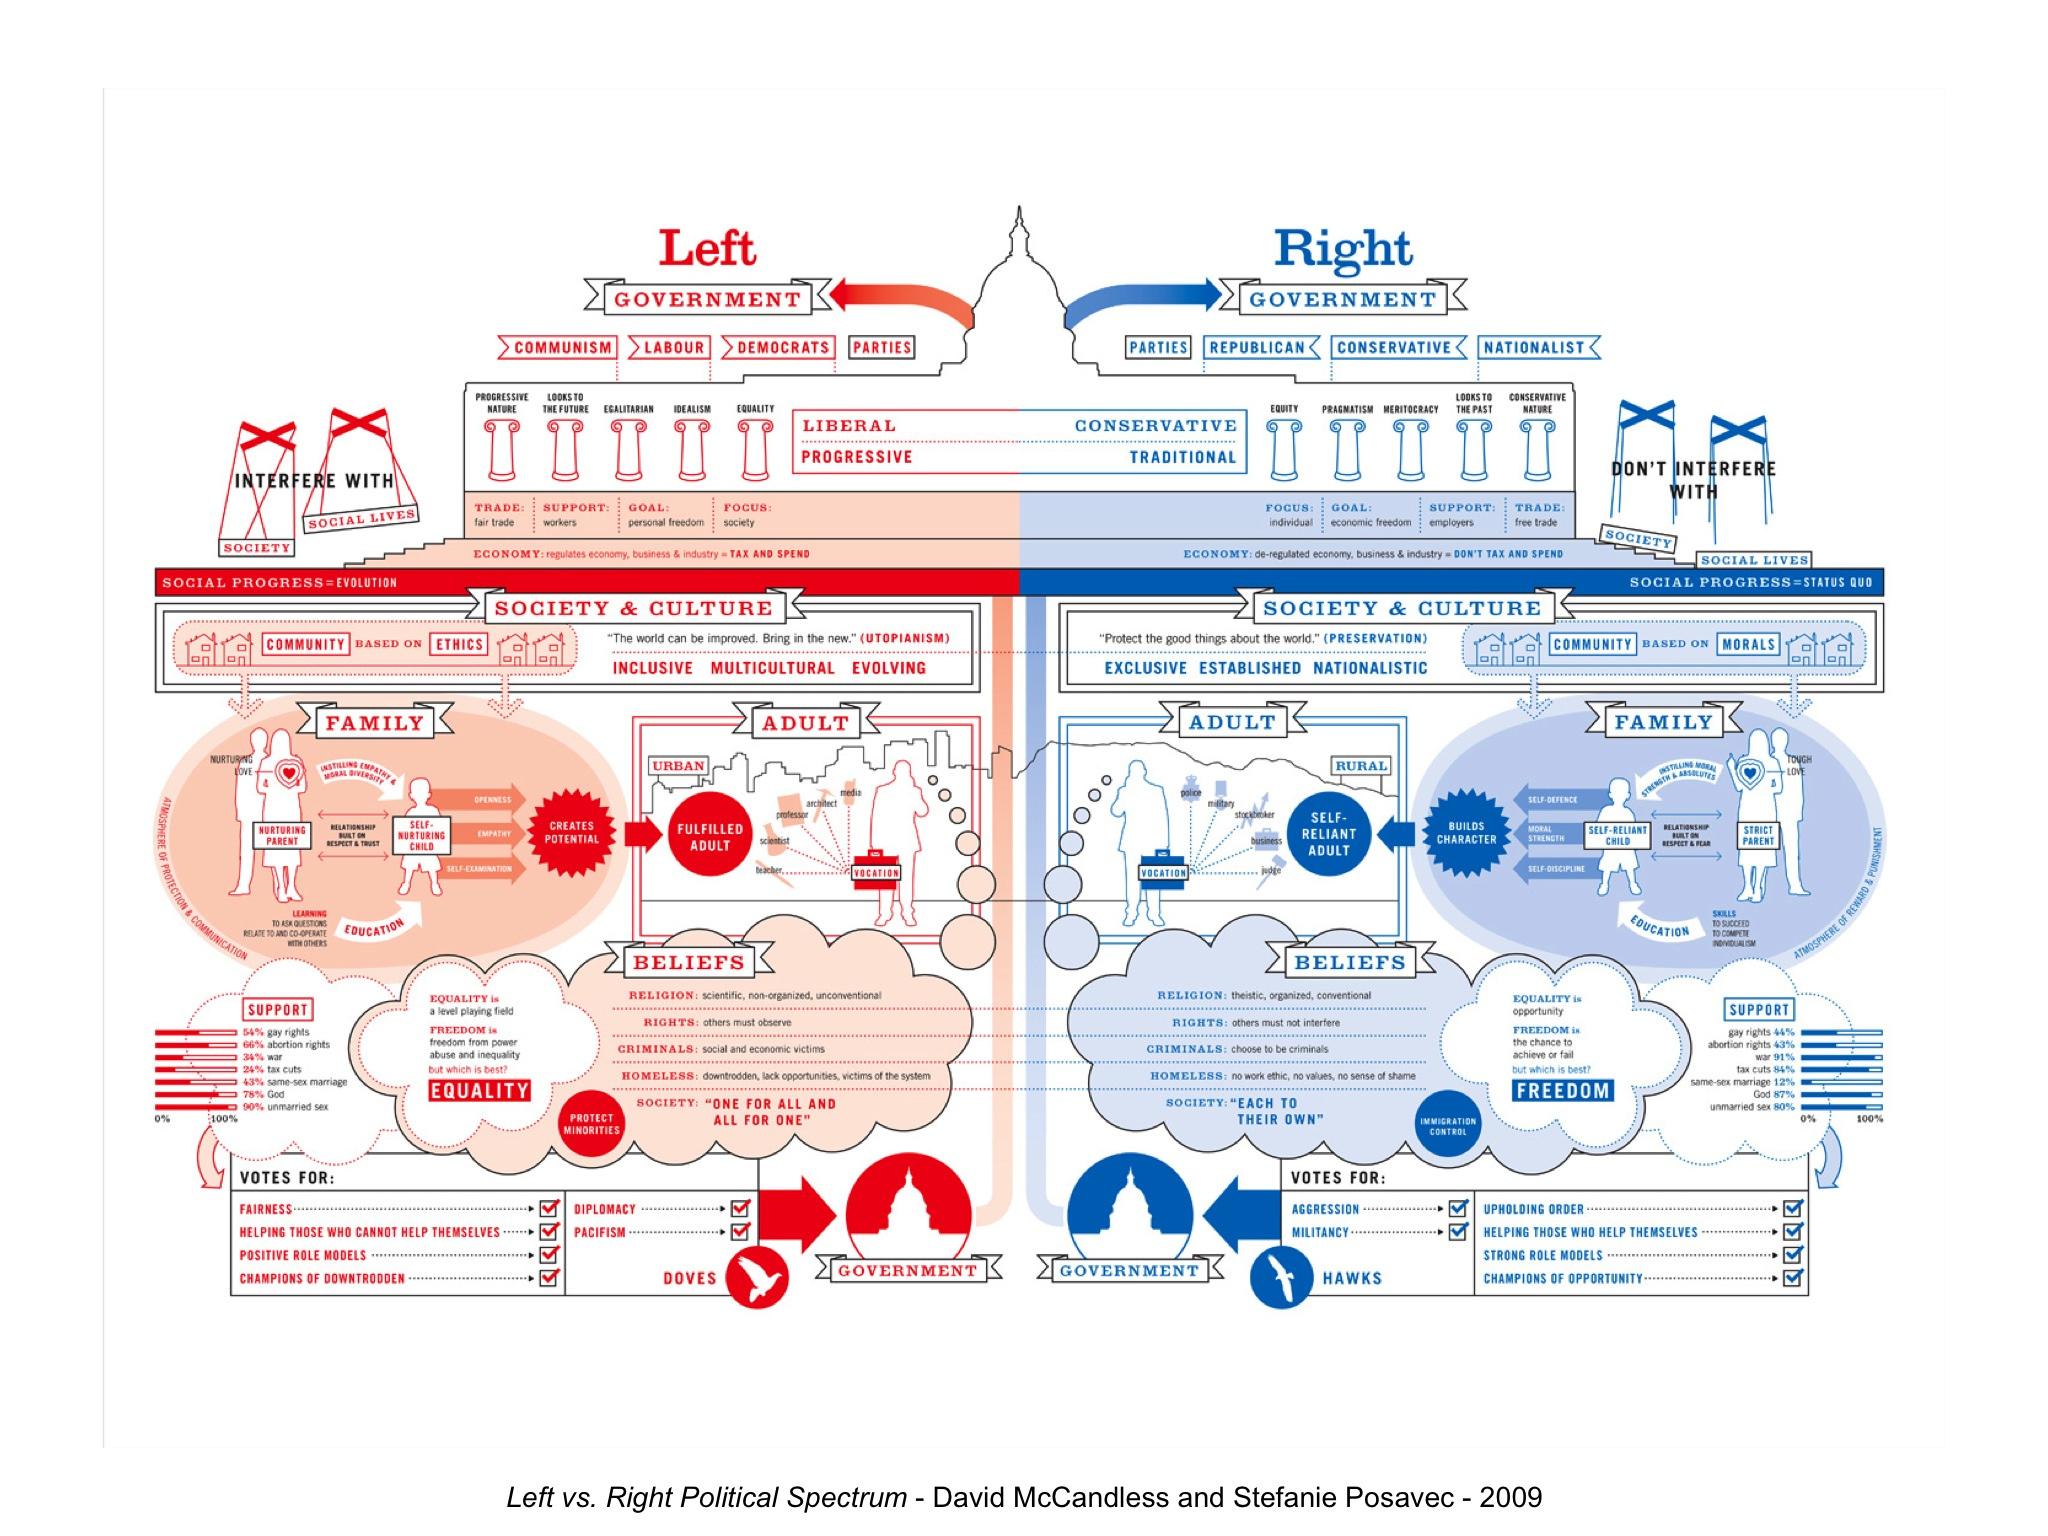 Left
Right
GOVERNMENT
GOVERNMENT
COMMUNISM
LABOUR
DEMOCRATS
PARTIES
PARTIES
REPUBLICAN
CONSERVATIVE
NATIONALIST
PROGRESSIVE
NATURE
LOOKS TO
THE FUTURE
EGALITARIAN
IDEALISM
EQUALITY
LIBERAL
CONSERVATIVE
PROGRESSIVE
TRADITIONAL
EQUITY
PRAGMATISM
MERITOCRACY
LOOKS TO
THE PAST
CONSERVATIVE
NATURE
INTERFERE WITH
SOCIAL LIVES
SOCIETY
DON'T INTERFERE
WITH
SOCIETY
SOCIAL LIVES
TRADE:
fair trade
SUPPORT:
workers
GOAL:
personal freedom
FOCUS:
society
FOCUS:
individual
GOAL:
economic freedom
SUPPORT:
employers
TRADE:
free trade
ECONOMY: regulates economy, business & industry = TAX AND SPEND
ECONOMY: de-regulated economy, business & industry = DON'T TAX AND SPEND
SOCIAL PROGRESS=EVOLUTION
SOCIAL PROGRESS=STATUS QUO
SOCIETY & CULTURE
COMMUNITY BASED ON ETHICS
"The world can be improved. Bring in the new." (UTOPIANISM)
INCLUSIVE MULTICULTURAL EVOLVING
SOCIETY & CULTURE
"Protect the good things about the world." (PRESERVATION)
EXCLUSIVE ESTABLISHED NATIONALISTIC
COMMUNITY BASED ON MORALS
FAMILY
NURTURING
LOVE
INSTILLING EMPATHY &
MORAL DIVERSITY
NURTURING
PARENT
RELATIONSHIP
BUILT ON
RESPECT & TRUST
SELF-
NURTURING
CHILD
OPENNESS
EMPATHY
SELF-EXAMINATION
CREATES
POTENTIAL
LEARNING
TO ASK QUESTIONS
RELATE TO AND CO-OPERATE
WITH OTHERS
EDUCATION
ATMOSPHERE OF PROTECTION & COMMUNICATION
ADULT
URBAN
FULFILLED
ADULT
media
architect
professor
scientist
teacher
VOCATION
ADULT
RURAL
police
military
stockbroker
business
judge
VOCATION
SELF-
RELIANT
ADULT
FAMILY
TOUGH
LOVE
INSTILLING MORAL
STRENGTH & ABSOLUTES
BUILDS
CHARACTER
SELF-DEFENCE
MORAL
STRENGTH
SELF-DISCIPLINE
SELF-RELIANT
CHILD
RELATIONSHIP
BUILT ON
RESPECT & FEAR
STRICT
PARENT
EDUCATION
SKILLS
TO SUCCEED
TO COMPETE
INDIVIDUALISM
ATMOSPHERE OF REWARD & PUNISHMENT
SUPPORT
54% gay rights
66% abortion rights
34% war
24% tax cuts
43% same-sex marriage
78% God
90% unmarried sex
0% 100%
EQUALITY is
a level playing field
FREEDOM is
freedom from power
abuse and inequality
but which is best?
EQUALITY
BELIEFS
RELIGION: scientific, non-organized, unconventional
RIGHTS: others must observe
CRIMINALS: social and economic victims
HOMELESS: downtrodden, lack opportunities, victims of the system
SOCIETY: "ONE FOR ALL AND
ALL FOR ONE"
PROTECT
MINORITIES
BELIEFS
RELIGION: theistic, organized, conventional
RIGHTS: others must not interfere
CRIMINALS: choose to be criminals
HOMELESS: no work ethic, no values, no sense of shame
SOCIETY: "EACH TO
THEIR OWN"
IMMIGRATION
CONTROL
EQUALITY is
opportunity
FREEDOM is
the chance to
achieve or fail
but which is best?
FREEDOM
SUPPORT
gay rights 44%
abortion rights 43%
war 91%
tax cuts 84%
same-sex marriage 12%
God 87%
unmarried sex 80%
0% 100%
VOTES FOR:
FAIRNESS
HELPING THOSE WHO CANNOT HELP THEMSELVES
POSITIVE ROLE MODELS
CHAMPIONS OF DOWNTRODDEN
DIPLOMACY
PACIFISM
DOVES
GOVERNMENT
GOVERNMENT
VOTES FOR:
AGGRESSION
MILITANCY
HAWKS
UPHOLDING ORDER
HELPING THOSE WHO HELP THEMSELVES
STRONG ROLE MODELS
CHAMPIONS OF OPPORTUNITY
Left vs. Right Political Spectrum - David McCandless and Stefanie Posavec - 2009